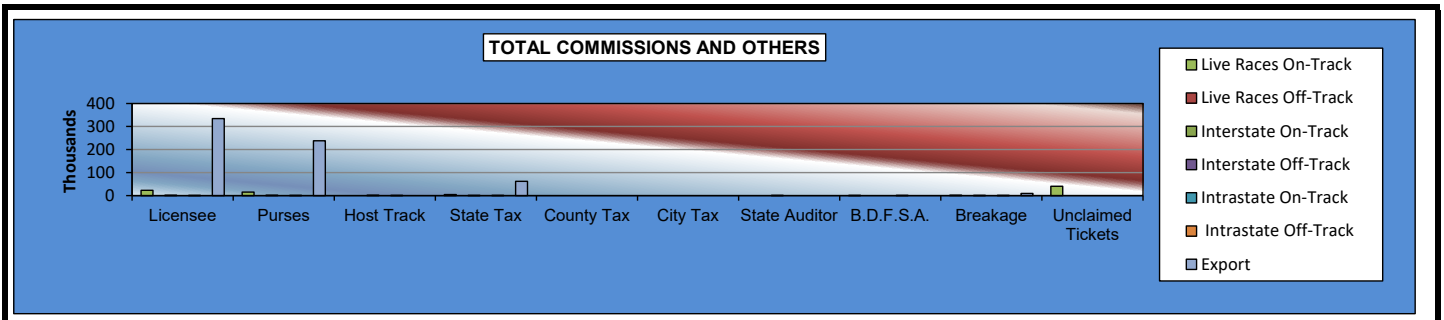 TOTAL COMMISSIONS AND OTHERS
Thousands
400
300
200
100
0
Licensee Purses Host Track State Tax County Tax City Tax State Auditor B.D.F.S.A. Breakage Unclaimed
Tickets
Live Races On-Track
Live Races Off-Track
Interstate On-Track
Interstate Off-Track
Intrastate On-Track
Intrastate Off-Track
Export